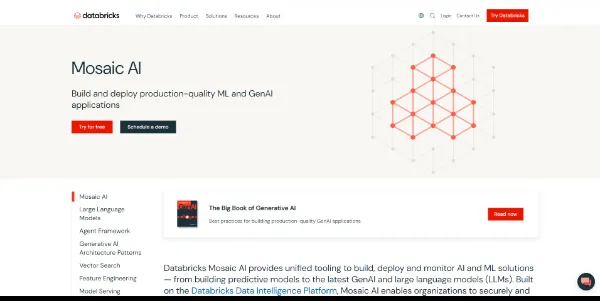 databricks
Why Databricks Product Solutions Resources About
Login Contact Us Try Databricks
Mosaic AI
Build and deploy production-quality ML and GenAI
applications
Try for free Schedule a demo
Mosaic AI
Large Language
Models
Agent Framework
Generative AI
Architecture Patterns
Vector Search
Feature Engineering
Model Serving
The Big Book of Generative AI
Best practices for building production-quality GenAI applications.
Read now
Databricks Mosaic AI provides unified tooling to build, deploy and monitor AI and ML solutions
— from building predictive models to the latest GenAI and large language models (LLMs). Built
on the Databricks Data Intelligence Platform, Mosaic AI enables organizations to securely and